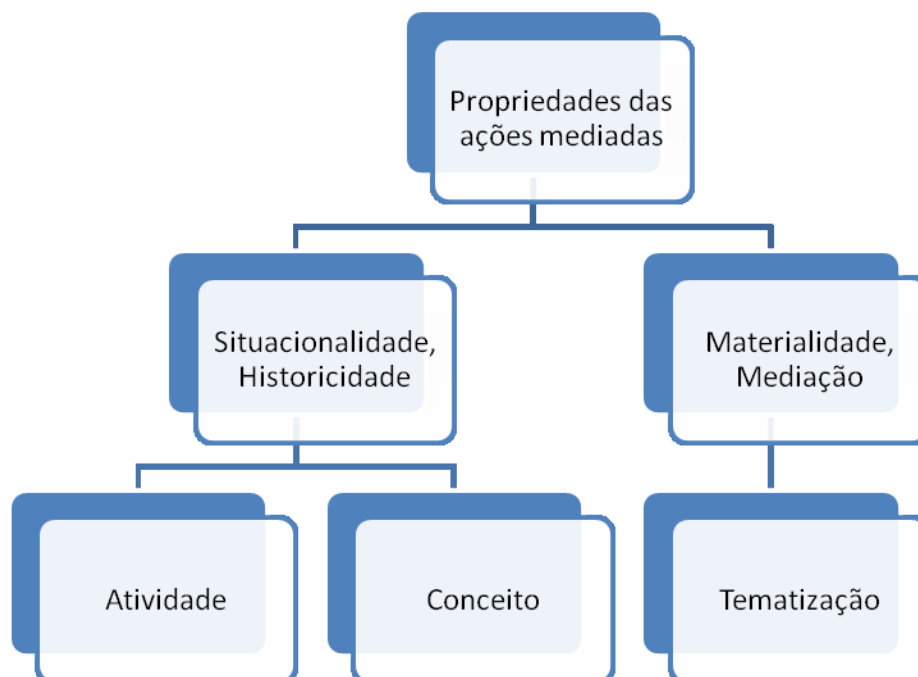 Propriedades das
ações mediadas
Situacionalidade,
Historicidade
Materialidade,
Mediação
Atividade
Conceito
Tematização